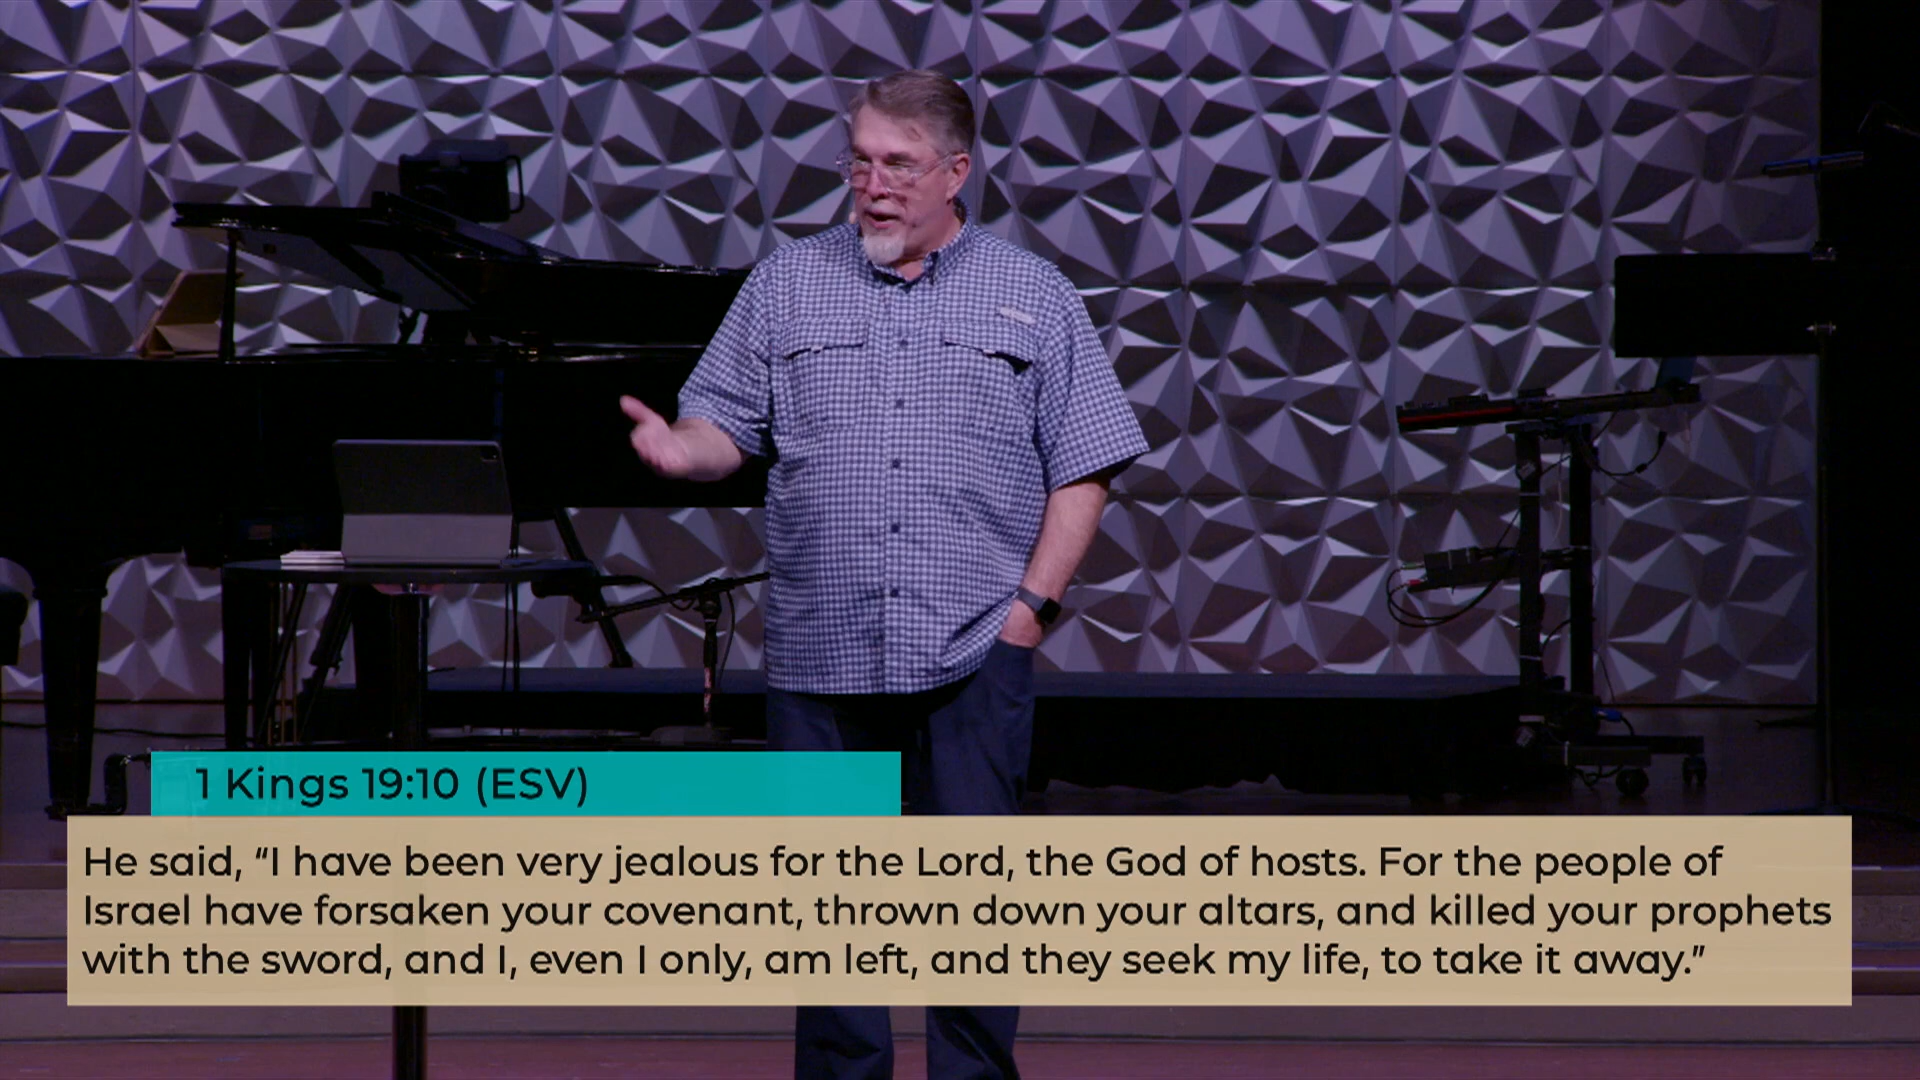 1 Kings 19:10 (ESV)
He said, “I have been very jealous for the Lord, the God of hosts. For the people of
Israel have forsaken your covenant, thrown down your altars, and killed your prophets
with the sword, and I, even I only, am left, and they seek my life, to take it away.”